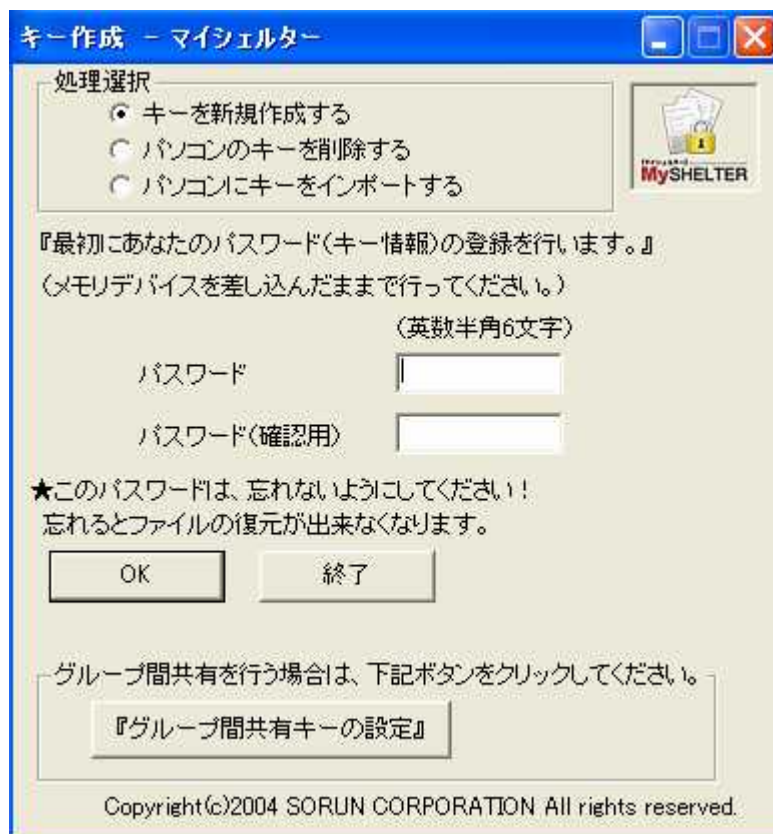 キー作成 － マイシェルター
処理選択
キーを新規作成する
パソコンのキーを削除する
パソコンにキーをインポートする
MySHELTER
『最初にあなたのパスワード(キー情報)の登録を行います。』
(メモリデバイスを差し込んだままで行ってください。)
(英数半角6文字)
パスワード
パスワード(確認用)
★このパスワードは、忘れないようにしてください！
忘れるとファイルの復元が出来なくなります。
OK
終了
グループ間共有を行う場合は、下記ボタンをクリックしてください。
『グループ間共有キーの設定』
Copyright(c)2004 SORUN CORPORATION All rights reserved.